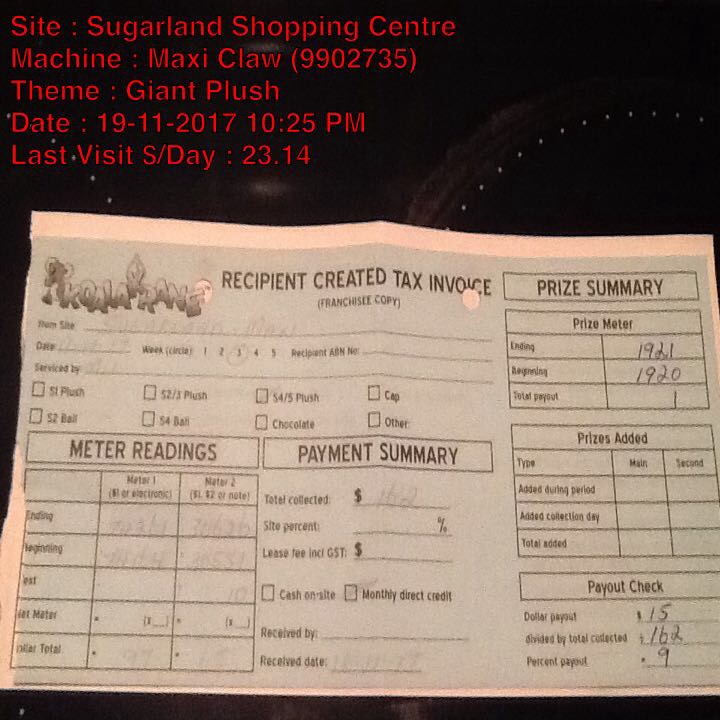 Site : Sugarland Shopping Centre
Machine : Maxi Claw (9902735)
Theme : Giant Plush
Date : 19-11-2017 10:25 PM
Last Visit $/Day : 23.14
KOALA KRANE
RECIPIENT CREATED TAX INVOICE
(FRANCHISEE COPY)
Item Site
Date
Week (circle) 1 2 3 4 5 Recipient ABN No:
Serviced by
$1 Plush $2/3 Plush $4/5 Plush Cap
$2 Ball $4 Ball Chocolate Other
METER READINGS
Meter 1 Meter 2
($1 or electronic) ($1, $2 or note)
Ending
Beginning
Test
Net Meter
Dollar Total
PAYMENT SUMMARY
Total collected: $ 162
Site percent: %
Lease fee incl GST: $
Cash on-site Monthly direct credit
Received by:
Received date:
PRIZE SUMMARY
Prize Meter
Ending 1921
Beginning 1920
Total payout 1
Prizes Added
Type Main Second
Added during period
Added collection day
Total added
Payout Check
Dollar payout $ 15
divided by total collected ÷ 162
Percent payout = 9